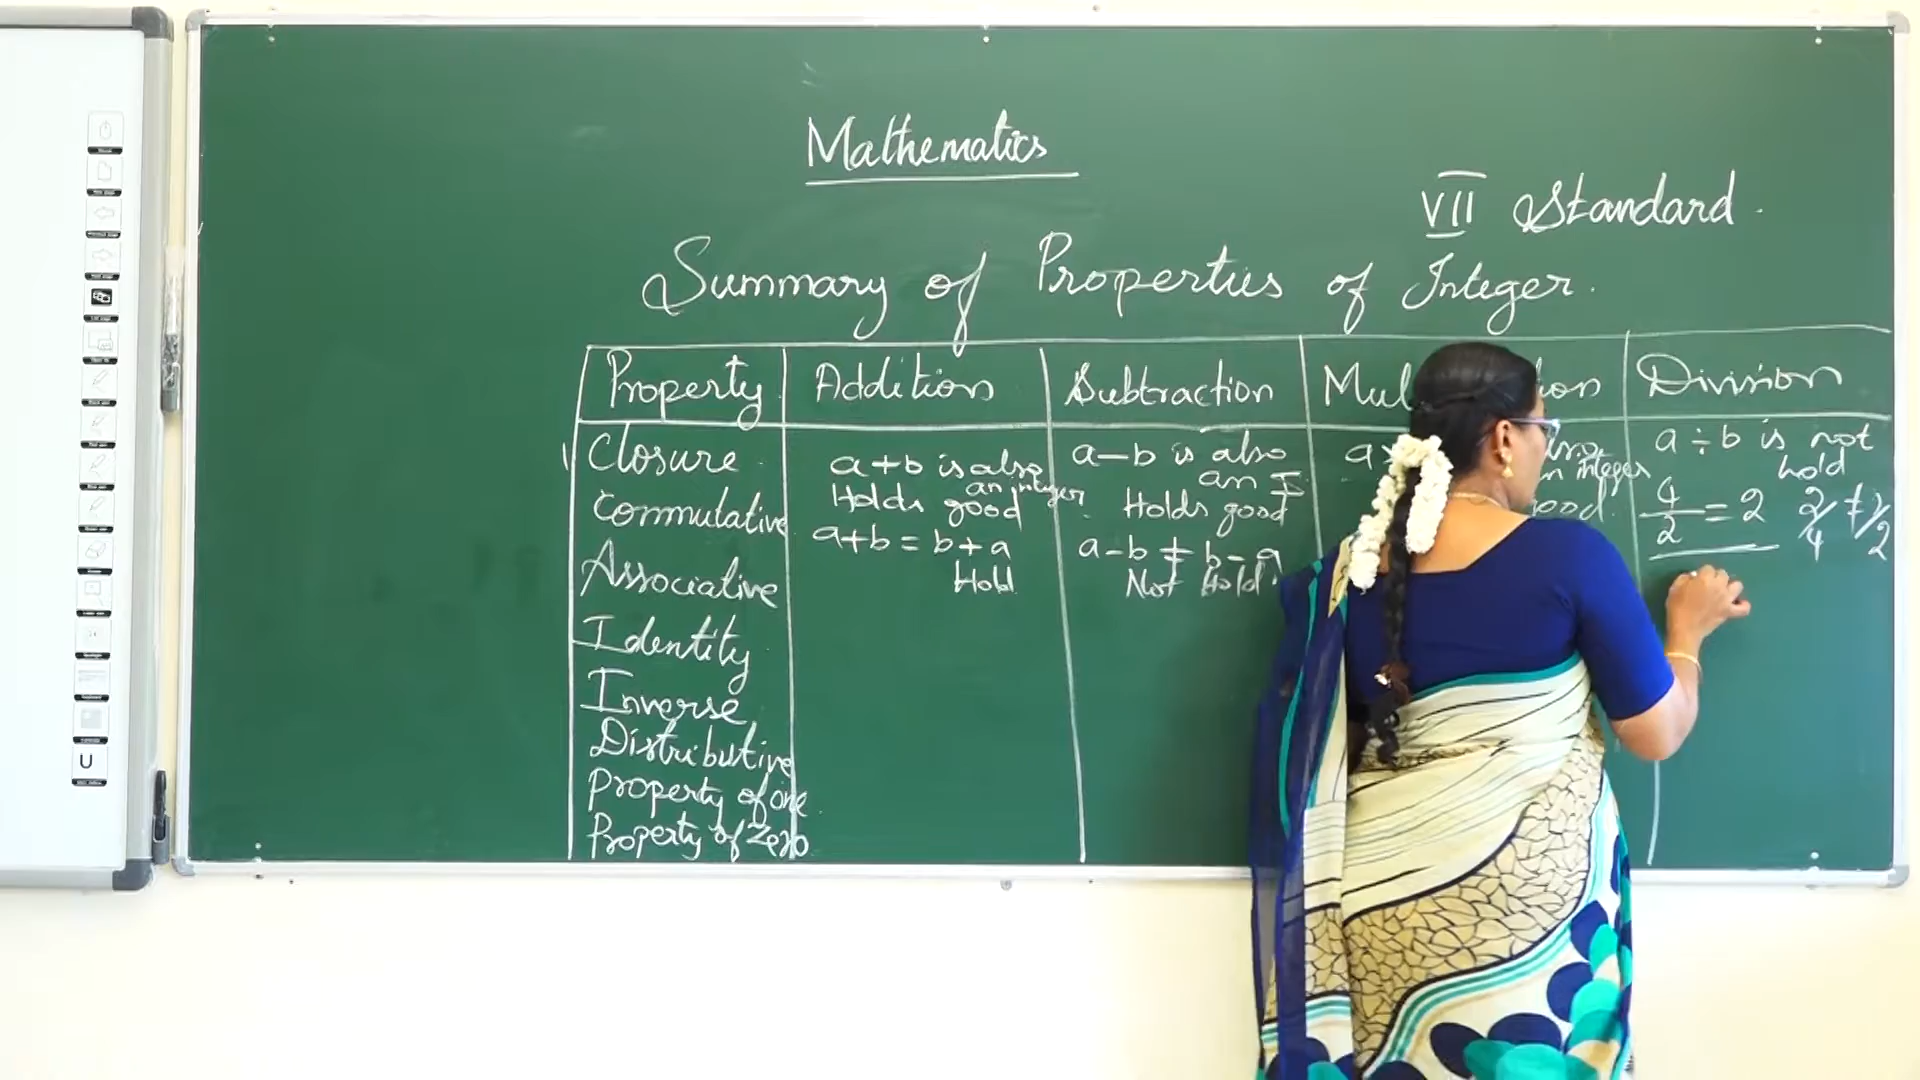 Mathematics
VII Standard.
Summary of Properties of Integer.
Property Addition Subtraction Division
1 Closure a+b is also an integer a-b is also an I a÷b is not hold
Holds good Holds good
Commutative a+b = b+a Hold a-b ≠ b-a Not Hold 4/2 = 2 2/4 ≠ 1/2
Associative
Identity
Inverse
Distributive
Property of one
Property of Zero
U